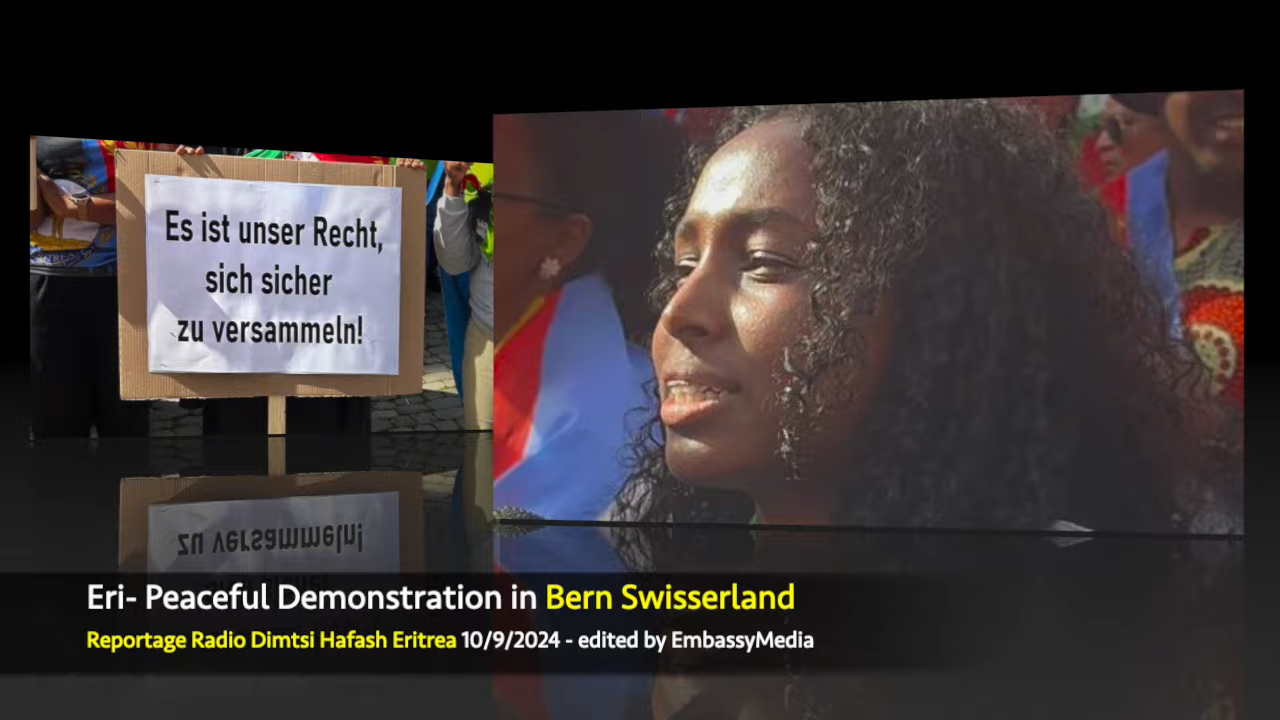 Es ist unser Recht,
sich sicher
zu versammeln!
zu versammeln!
Eri- Peaceful Demonstration in Bern Swisserland
Reportage Radio Dimtsi Hafash Eritrea 10/9/2024 - edited by EmbassyMedia